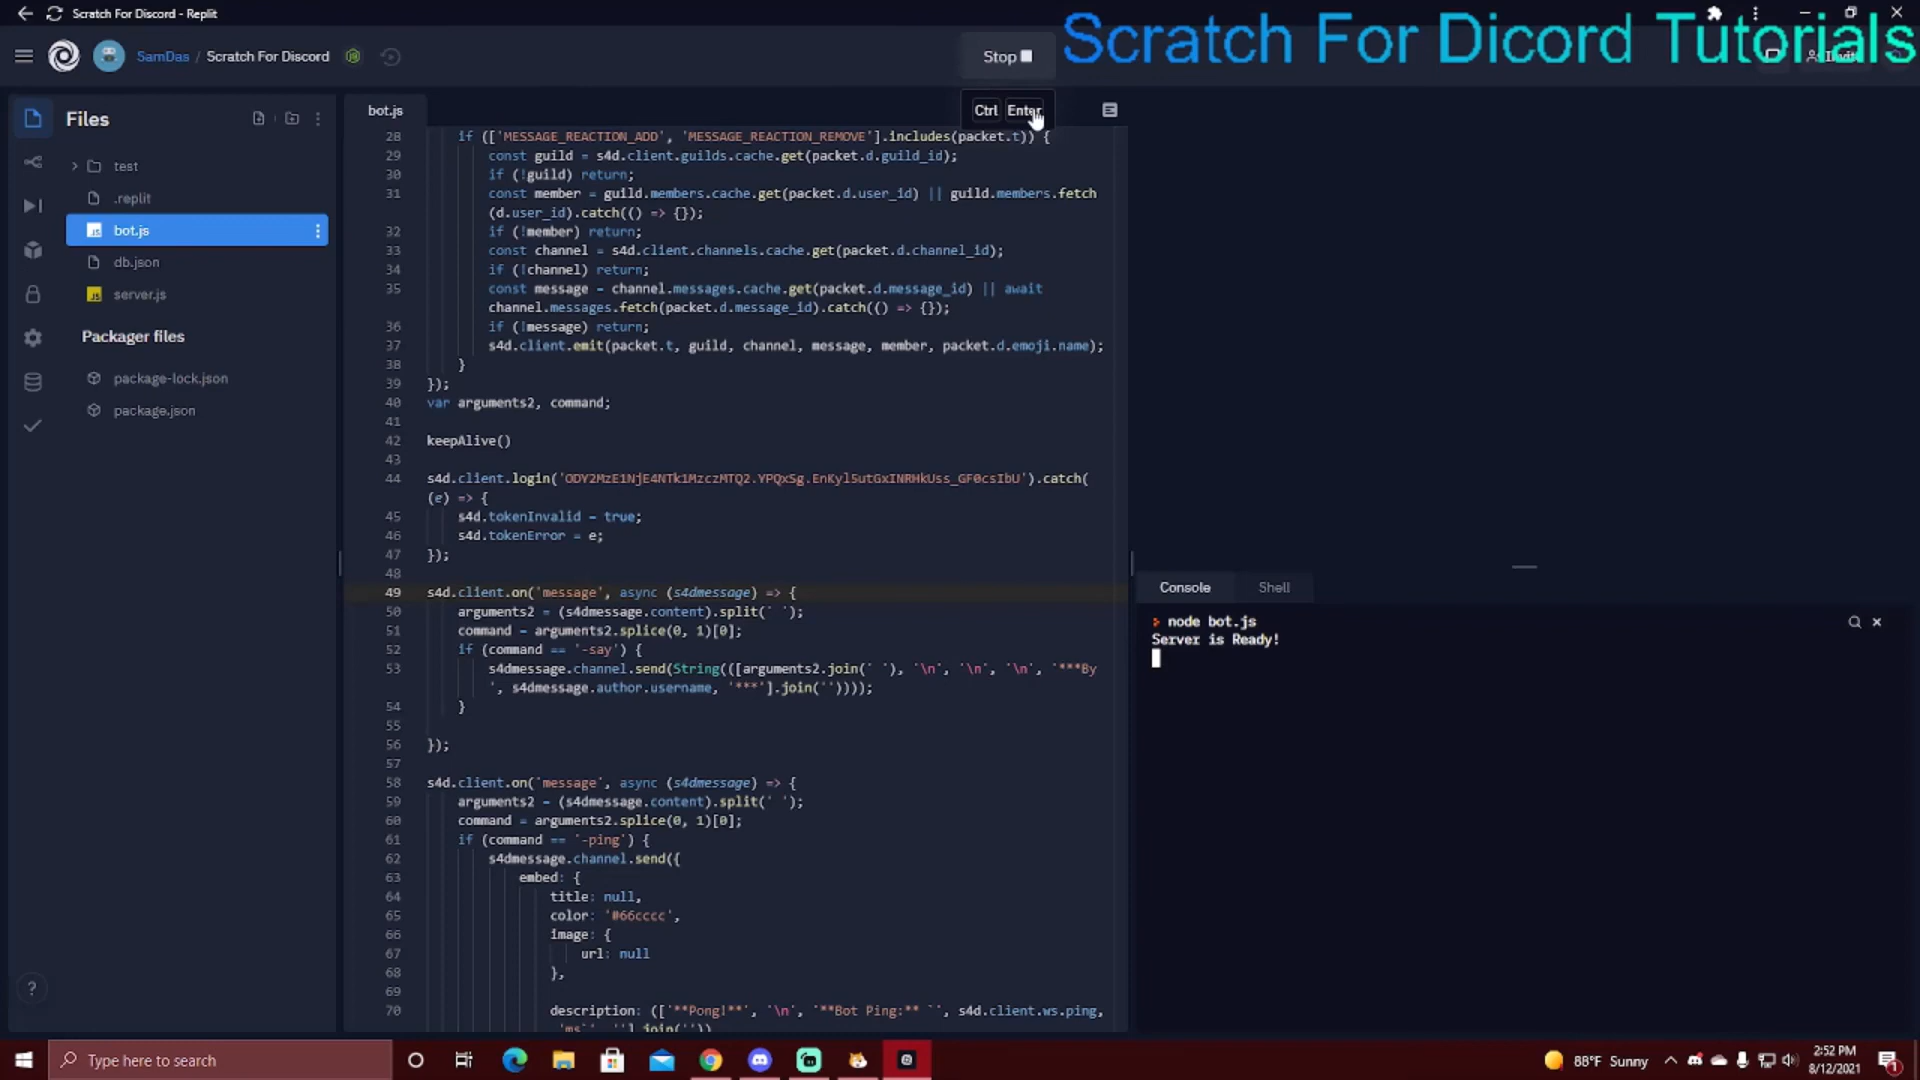 Scratch For Discord - Replit
Scratch For Dicord Tutorials
SamDas / Scratch For Discord
Stop
Ctrl Enter
Files
test
.replit
bot.js
db.json
server.js
Packager files
package-lock.json
package.json
bot.js
28 if (['MESSAGE_REACTION_ADD', 'MESSAGE_REACTION_REMOVE'].includes(packet.t)) {
29 const guild = s4d.client.guilds.cache.get(packet.d.guild_id);
30 if (!guild) return;
31 const member = guild.members.cache.get(packet.d.user_id) || guild.members.fetch
(d.user_id).catch(() => {});
32 if (!member) return;
33 const channel = s4d.client.channels.cache.get(packet.d.channel_id);
34 if (!channel) return;
35 const message = channel.messages.cache.get(packet.d.message_id) || await
channel.messages.fetch(packet.d.message_id).catch(() => {});
36 if (!message) return;
37 s4d.client.emit(packet.t, guild, channel, message, member, packet.d.emoji.name);
38 }
39 });
40 var arguments2, command;
41
42 keepAlive()
43
44 s4d.client.login('').catch(
(e) => {
45 s4d.tokenInvalid = true;
46 s4d.tokenError = e;
47 });
48
49 s4d.client.on('message', async (s4dmessage) => {
50 arguments2 = (s4dmessage.content).split(' ');
51 command = arguments2.splice(0, 1)[0];
52 if (command == '-say') {
53 s4dmessage.channel.send(String(([arguments2.join(' '), '\n', '\n', '\n', '***By
', s4dmessage.author.username, '***'].join(''))));
54 }
55
56 });
57
58 s4d.client.on('message', async (s4dmessage) => {
59 arguments2 = (s4dmessage.content).split(' ');
60 command = arguments2.splice(0, 1)[0];
61 if (command == '-ping') {
62 s4dmessage.channel.send({
63 embed: {
64 title: null,
65 color: '#66cccc',
66 image: {
67 url: null
68 },
69
70 description: (['**Pong!**', '\n', '**Bot Ping:** `', s4d.client.ws.ping,
'ms`', ''].join(''))
Console
Shell
> node bot.js
Server is Ready!
Type here to search
88°F Sunny
2:52 PM
8/12/2021
1